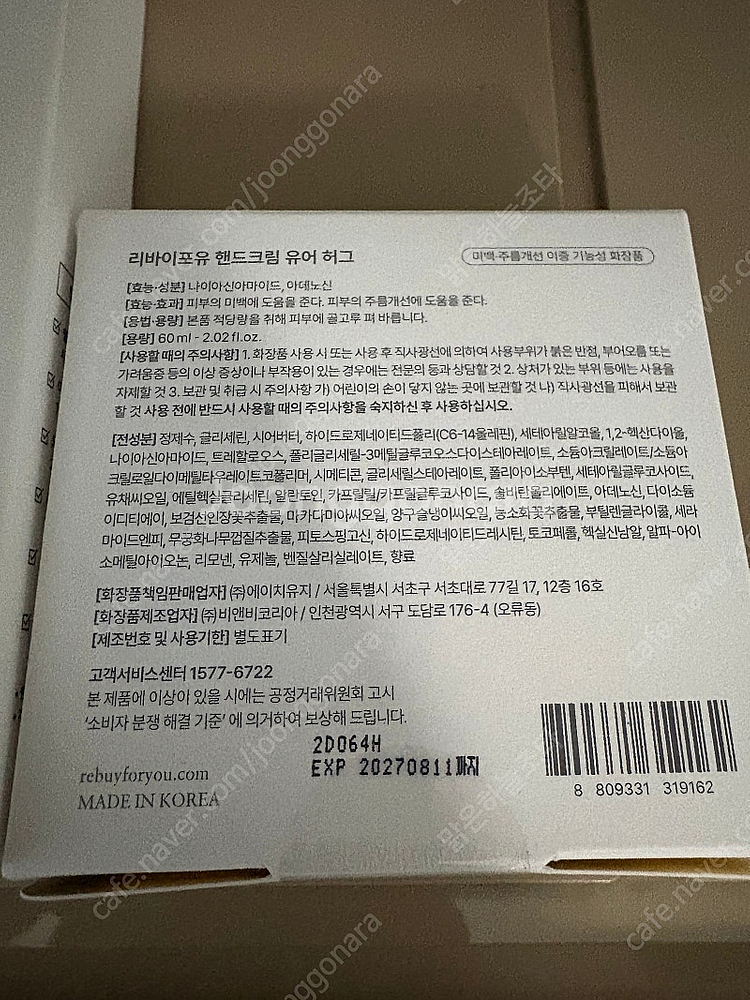 리바이포유 핸드크림 유어 허그
미백·주름개선 이중 기능성 화장품
[효능·성분] 나이아신아마이드, 아데노신
[효능·효과] 피부의 미백에 도움을 준다. 피부의 주름개선에 도움을 준다.
[용법·용량] 본품 적당량을 취해 피부에 골고루 펴 바릅니다.
[용량] 60 ml - 2.02 fl.oz.
[사용할 때의 주의사항] 1. 화장품 사용 시 또는 사용 후 직사광선에 의하여 사용부위가 붉은 반점, 부어오름 또는
가려움증 등의 이상 증상이나 부작용이 있는 경우에는 전문의 등과 상담할 것 2. 상처가 있는 부위 등에는 사용을
자제할 것 3. 보관 및 취급 시 주의사항 가) 어린이의 손이 닿지 않는 곳에 보관할 것 나) 직사광선을 피해서 보관
할 것 사용 전에 반드시 사용할 때의 주의사항을 숙지하신 후 사용하십시오.
[전성분] 정제수, 글리세린, 시어버터, 하이드로제네이티드폴리(C6-14올레핀), 세테아릴알코올, 1,2-헥산다이올,
나이아신아마이드, 트레할로오스, 폴리글리세릴-3메틸글루코오스다이스테아레이트, 소듐아크릴레이트/소듐아
크릴로일다이메틸타우레이트코폴리머, 시메티콘, 글리세릴스테아레이트, 폴리아이소부텐, 세테아릴글루코사이드,
유채씨오일, 에틸헥실글리세린, 알란토인, 카프릴릴/카프릴글루코사이드, 솔비탄올리에이트, 아데노신, 다이소듐
이디티에이, 보검선인장꽃추출물, 마카다미아씨오일, 양구슬냉이씨오일, 능소화꽃추출물, 부틸렌글라이콜, 세라
마이드엔피, 무궁화나무껍질추출물, 피토스핑고신, 하이드로제네이티드레시틴, 토코페롤, 헥실신남알, 알파-아이
소메틸아이오논, 리모넨, 유제놀, 벤질살리실레이트, 향료
[화장품책임판매업자] ㈜에이치유지 / 서울특별시 서초구 서초대로 77길 17, 12층 16호
[화장품제조업자] ㈜비앤비코리아 / 인천광역시 서구 도담로 176-4 (오류동)
[제조번호 및 사용기한] 별도표기
고객서비스센터 1577-6722
본 제품에 이상이 있을 시에는 공정거래위원회 고시
'소비자 분쟁 해결 기준' 에 의거하여 보상해 드립니다.
2D064H
EXP 20270811까지
rebuyforyou.com
MADE IN KOREA
8 809331 319162
cafe.naver.com/joonggonara
맑은하늘조타